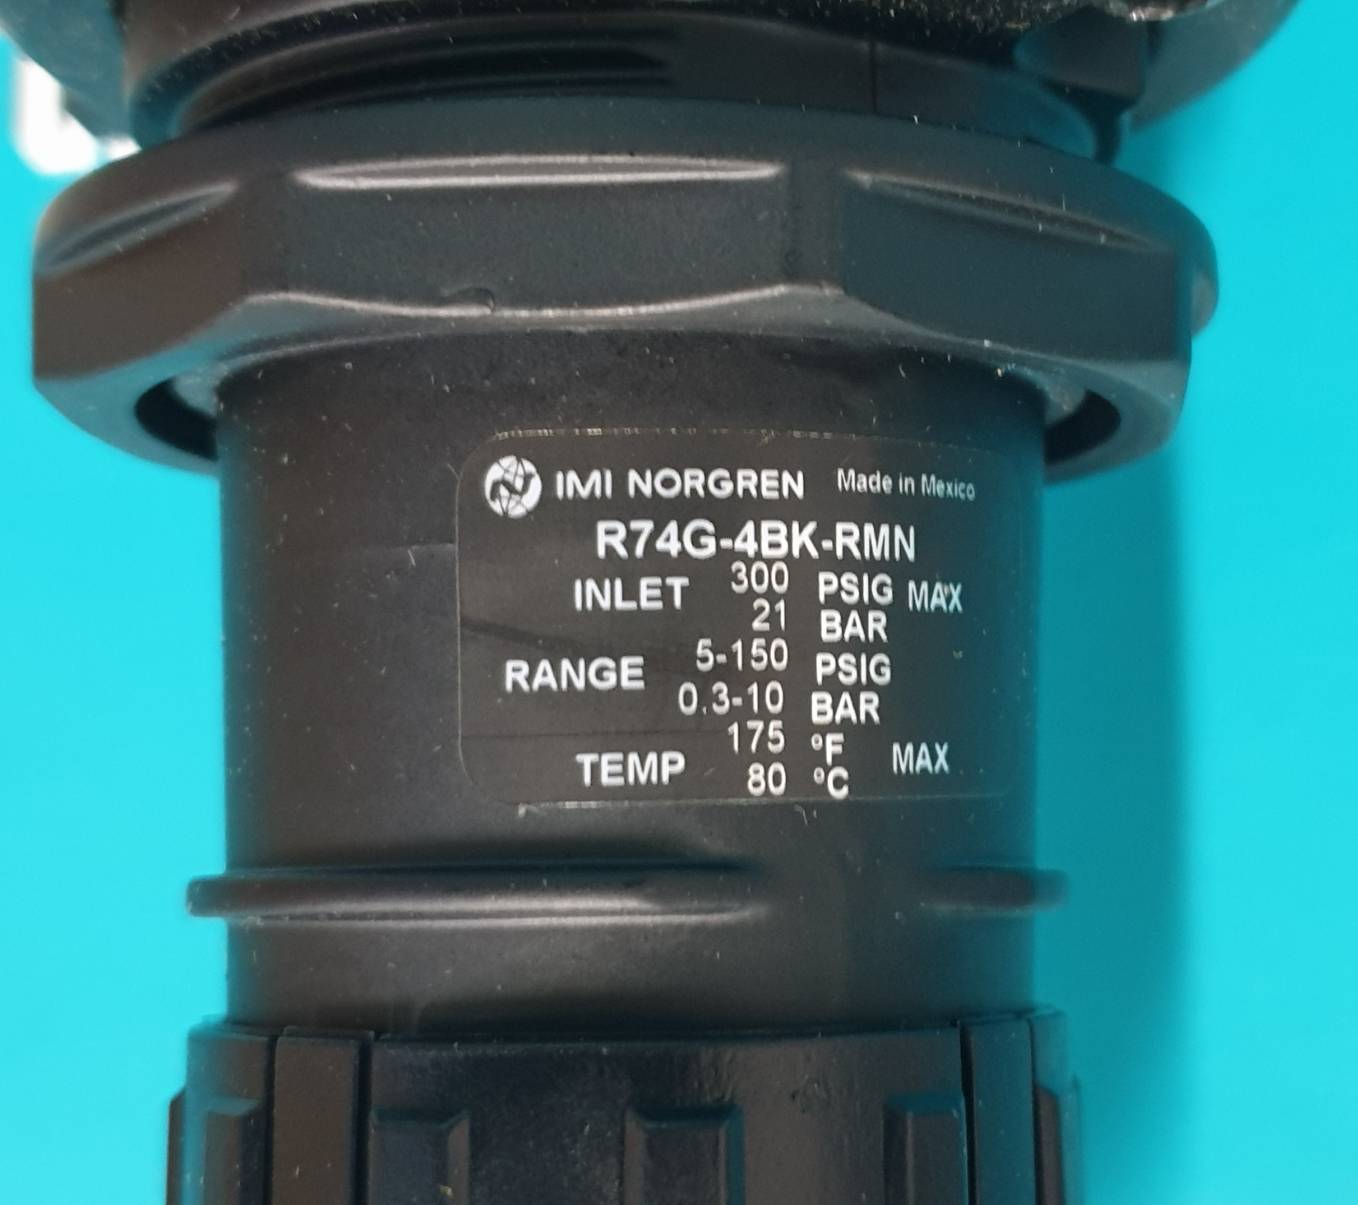 IMI NORGREN Made in Mexico
R74G-4BK-RMN
INLET 300 PSIG MAX
21 BAR
RANGE 5-150 PSIG
0.3-10 BAR
TEMP 175 °F MAX
80 °C